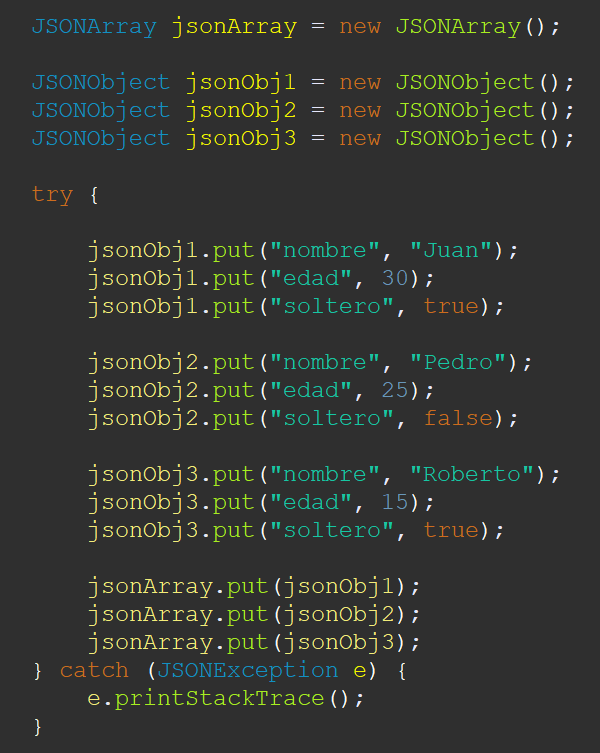 JSONArray jsonArray = new JSONArray();
JSONObject jsonObj1 = new JSONObject();
JSONObject jsonObj2 = new JSONObject();
JSONObject jsonObj3 = new JSONObject();
try {
jsonObj1.put("nombre", "Juan");
jsonObj1.put("edad", 30);
jsonObj1.put("soltero", true);
jsonObj2.put("nombre", "Pedro");
jsonObj2.put("edad", 25);
jsonObj2.put("soltero", false);
jsonObj3.put("nombre", "Roberto");
jsonObj3.put("edad", 15);
jsonObj3.put("soltero", true);
jsonArray.put(jsonObj1);
jsonArray.put(jsonObj2);
jsonArray.put(jsonObj3);
} catch (JSONException e) {
e.printStackTrace();
}